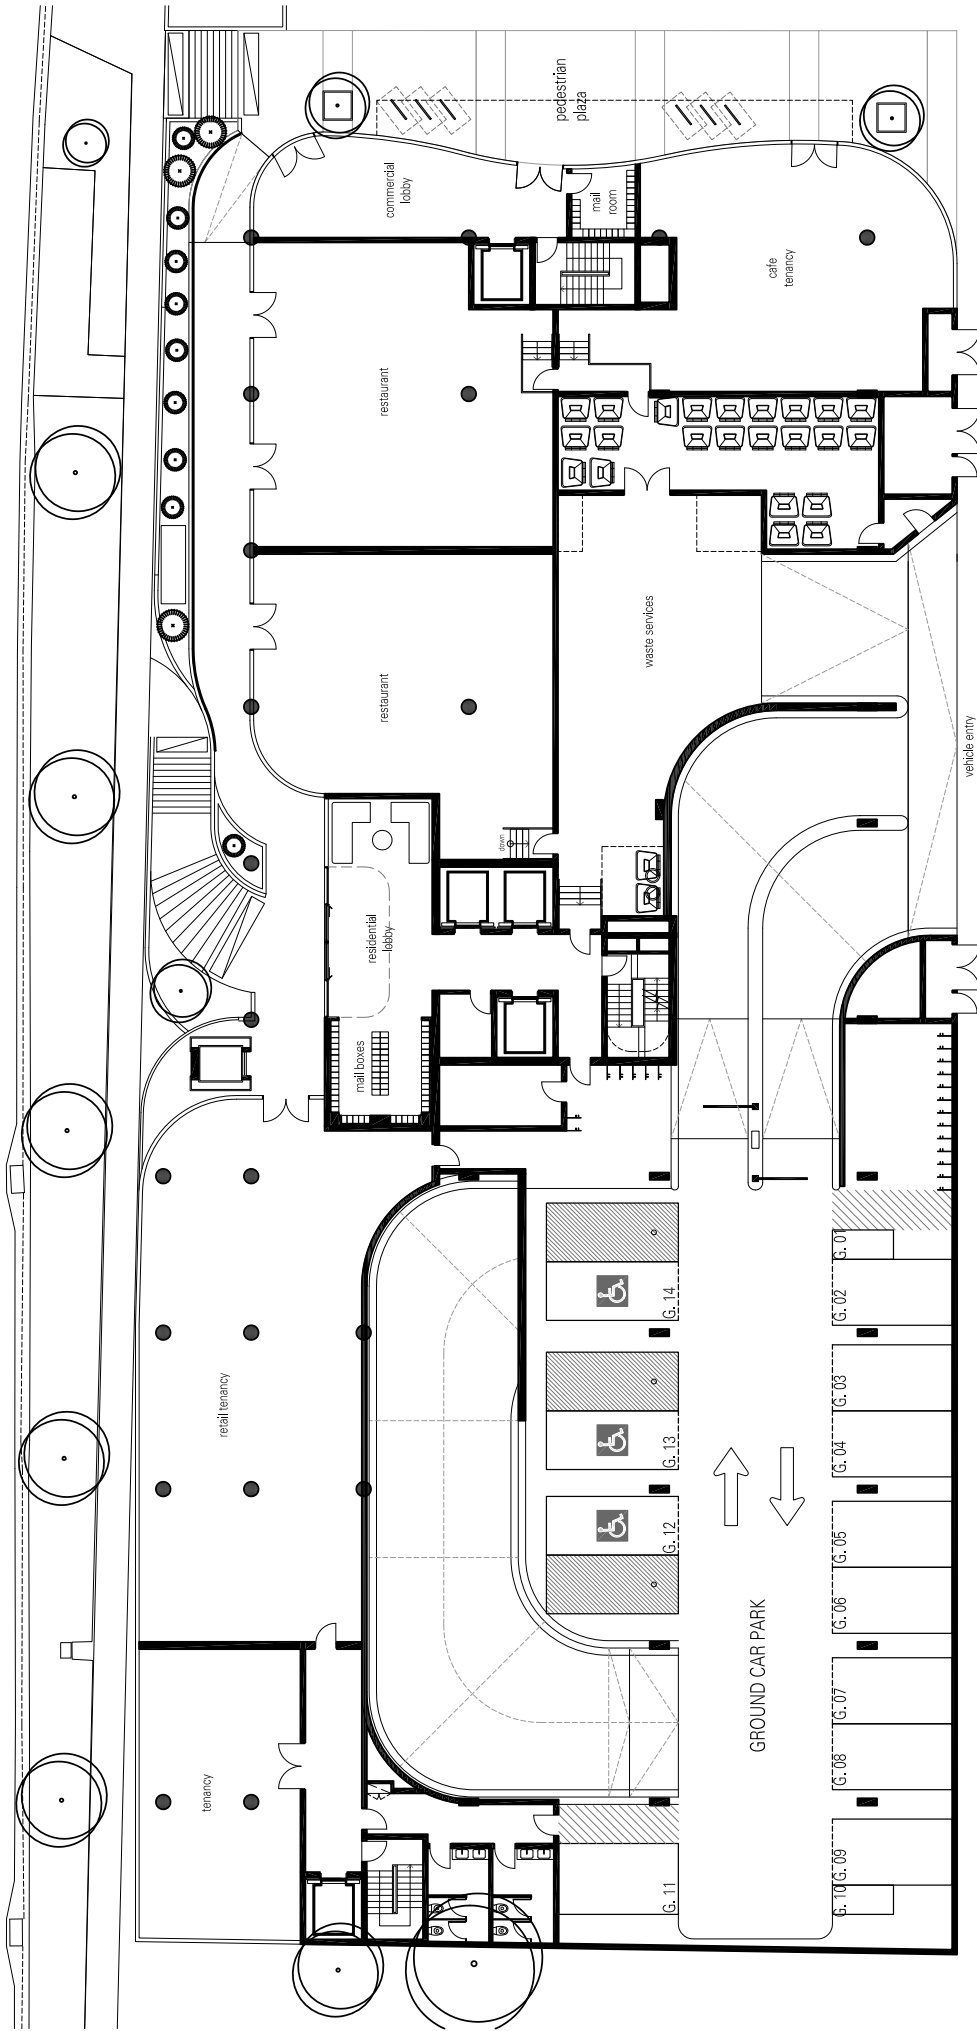 pedestrian
plaza
commercial
lobby
mail
room
cafe
tenancy
restaurant
waste services
restaurant
vehicle entry
down
residential
lobby
mail boxes
G. 01
G. 02
G. 14
G. 03
retail tenancy
G. 13
G. 04
G. 12
G. 05
G. 06
GROUND CAR PARK
G. 07
G. 08
tenancy
G. 09
G. 11
G. 10